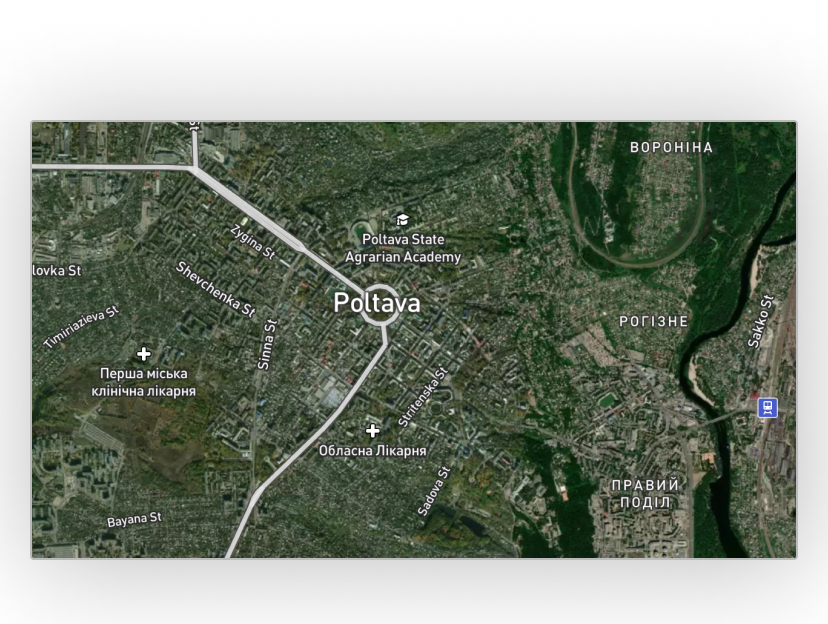 ВОРОНІНА
Zygina St
Poltava State
Agrarian Academy
lovka St
Shevchenka St
Poltava
Timiriazieva St
Sinna St
РОГІЗНЕ
Sakko St
Перша міська
клінічна лікарня
Stritenska St
Обласна Лікарня
Sadova St
ПРАВИЙ
ПОДІЛ
Bayana St